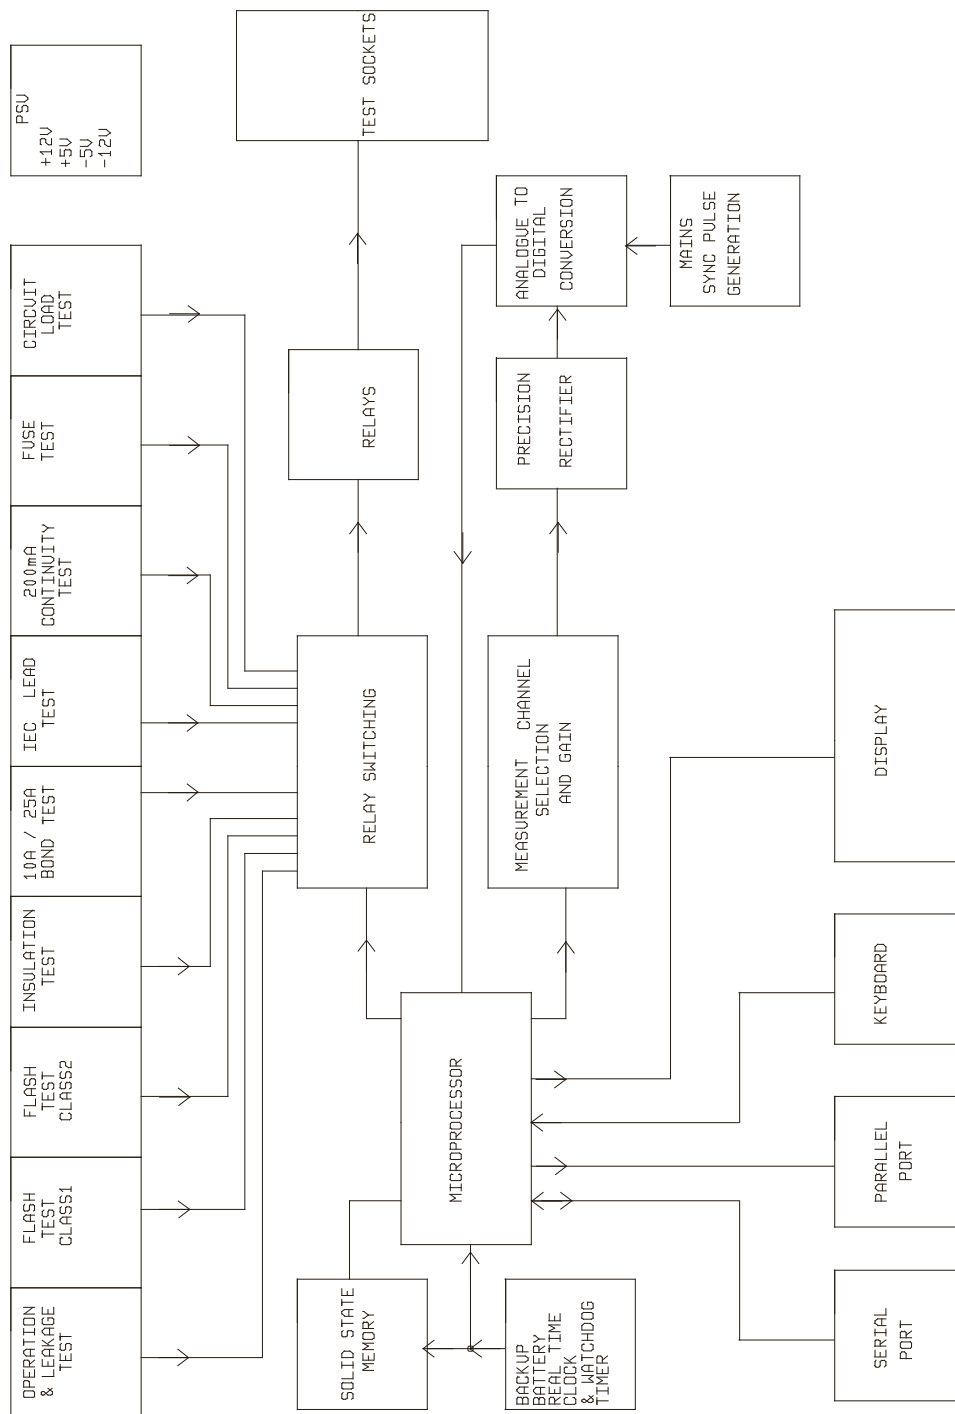 OPERATION
& LEAKAGE
TEST
FLASH
TEST
CLASS1
FLASH
TEST
CLASS2
INSULATION
TEST
10A / 25A
BOND TEST
IEC LEAD
TEST
200mA
CONTINUITY
TEST
FUSE
TEST
CIRCUIT
LOAD
TEST
PSU
+12V
+5V
-5V
-12V
RELAY SWITCHING
RELAYS
TEST SOCKETS
SOLID STATE
MEMORY
MICROPROCESSOR
MEASUREMENT CHANNEL
SELECTION
AND GAIN
PRECISION
RECTIFIER
ANALOGUE TO
DIGITAL
CONVERSION
BACKUP
BATTERY
REAL TIME
CLOCK
& WATCHDOG
TIMER
MAINS
SYNC PULSE
GENERATION
SERIAL
PORT
PARALLEL
PORT
KEYBOARD
DISPLAY